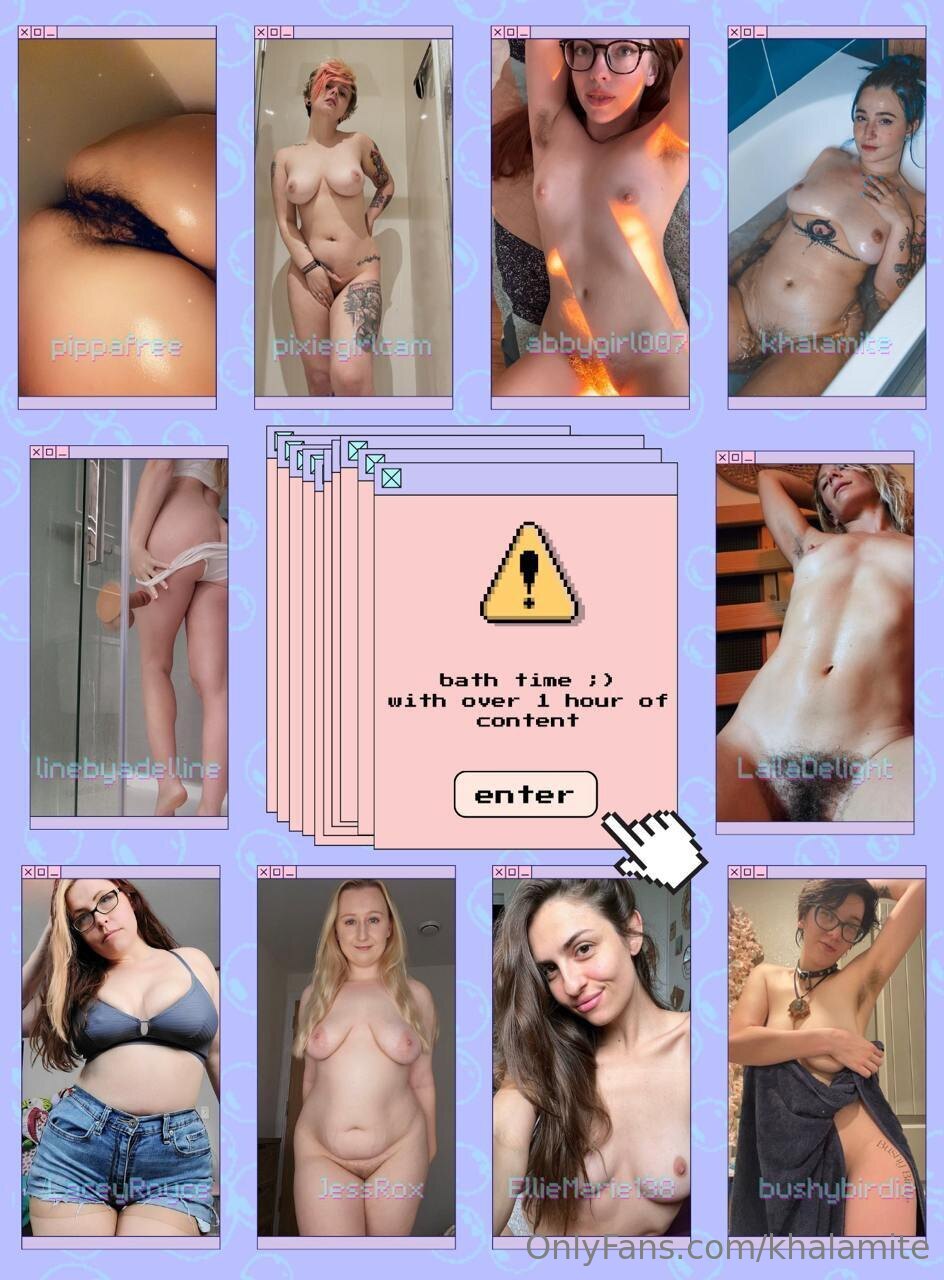 pippafree
pixiegirlcam
abbygirl007
khalamite
linebyadelline
bath time ;)
with over 1 hour of
content
enter
LailaDelight
LaceyRoyce
JessRox
EllieMarie138
bushybirdie
OnlyFans.com/khalamite